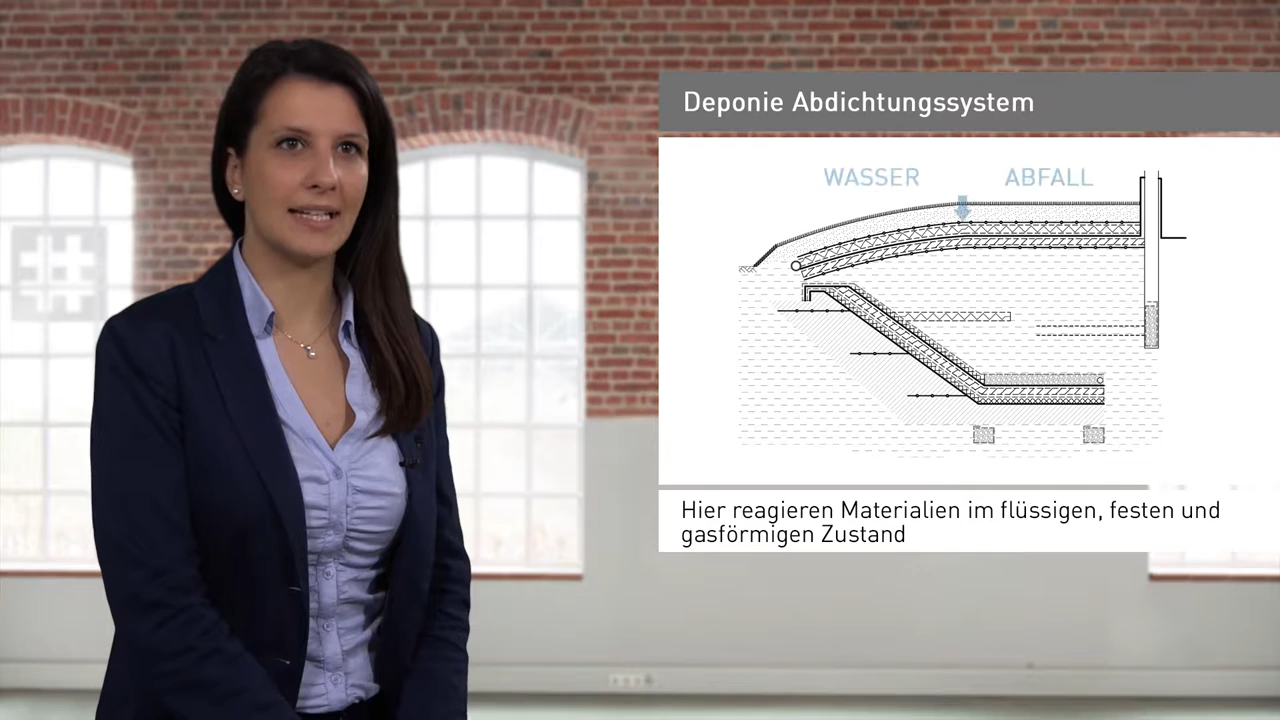 Deponie Abdichtungssystem
WASSER
ABFALL
Hier reagieren Materialien im flüssigen, festen und
gasförmigen Zustand